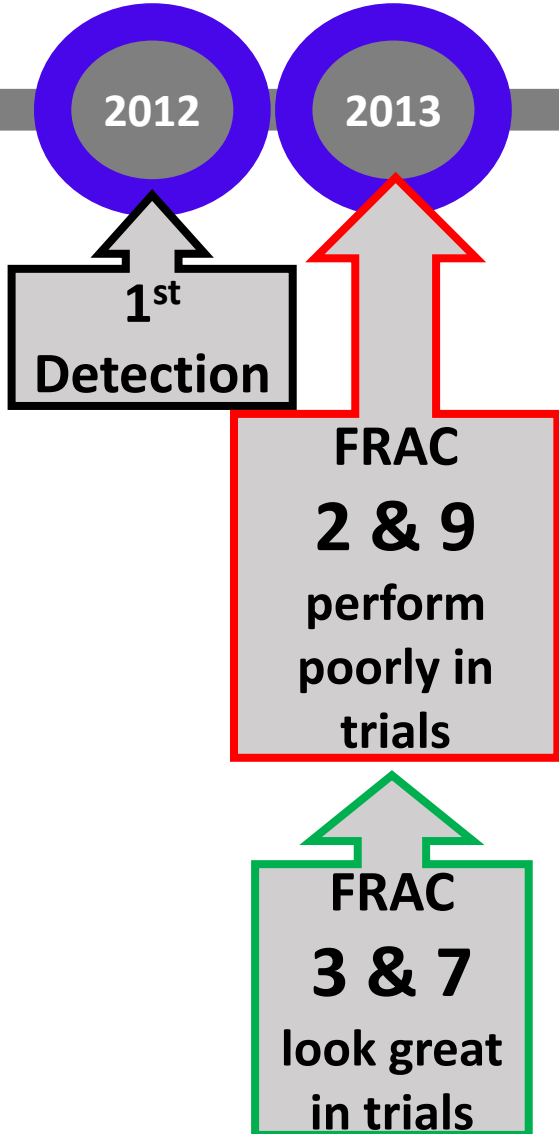 2012
2013
1st
Detection
FRAC
2 & 9
perform
poorly in
trials
FRAC
3 & 7
look great
in trials